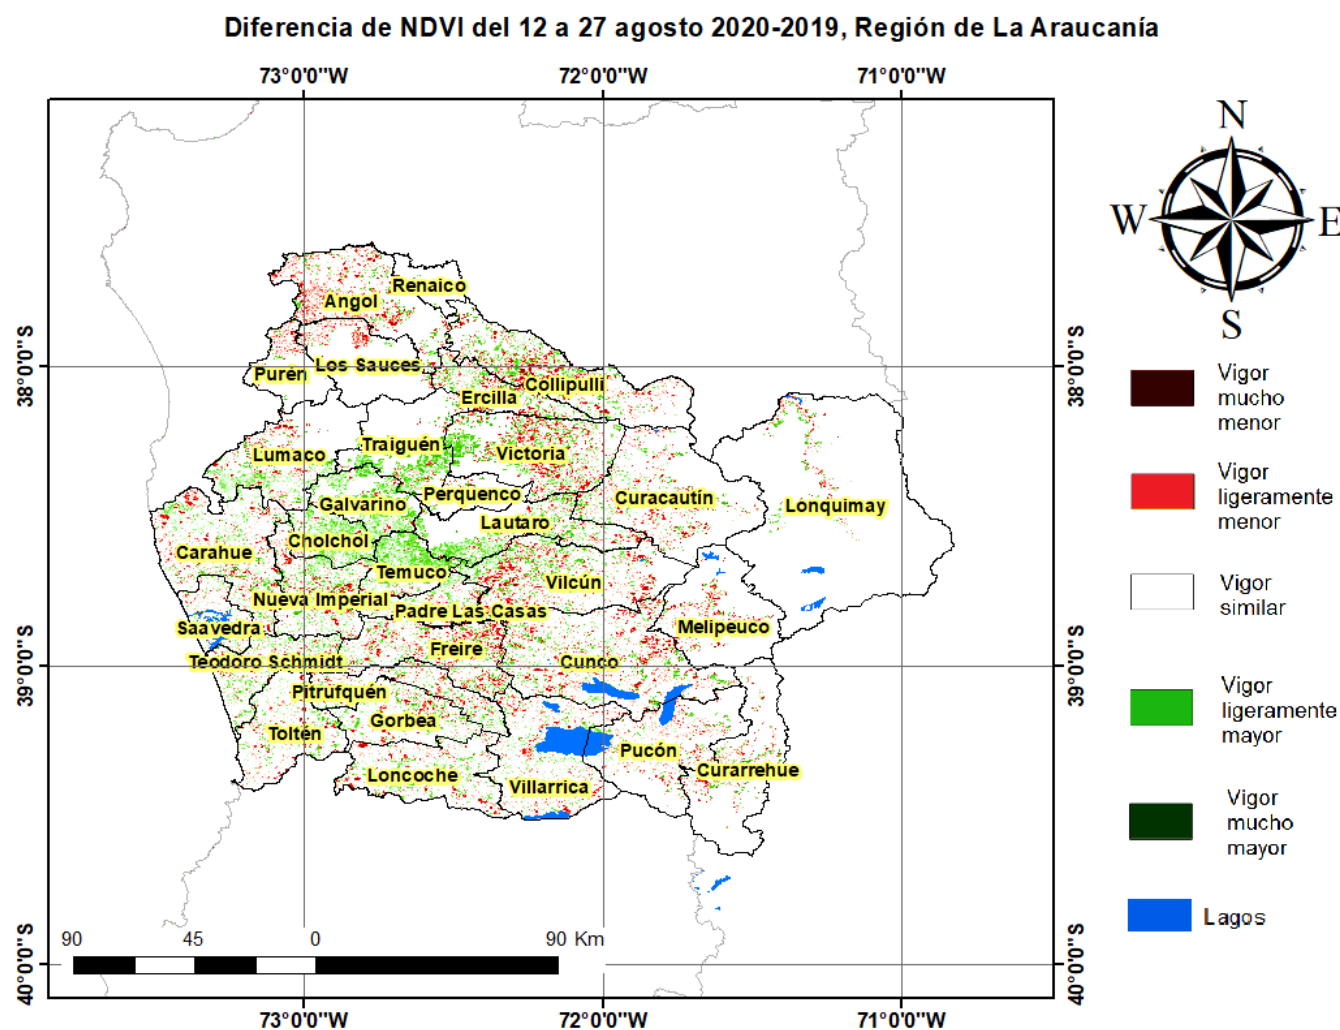 Diferencia de NDVI del 12 a 27 agosto 2020-2019, Región de La Araucanía
73°0'0"W 72°0'0"W 71°0'0"W
N
W E
S
38°0'0"S 38°0'0"S
39°0'0"S 39°0'0"S
40°0'0"S 40°0'0"S
Renaico
Angol
Los Sauces
Purén
Collipulli
Ercilla
Traiguén
Lumaco
Victoria
Perquenco
Curacautín
Galvarino
Lonquimay
Lautaro
Cholchol
Carahue
Temuco
Vilcún
Nueva Imperial
Padre Las Casas
Saavedra
Melipeuco
Freire
Teodoro Schmidt
Cunco
Pitrufquén
Gorbea
Toltén
Pucón
Curarrehue
Loncoche
Villarrica
Vigor
mucho
menor
Vigor
ligeramente
menor
Vigor
similar
Vigor
ligeramente
mayor
Vigor
mucho
mayor
Lagos
90 45 0 90 Km
73°0'0"W 72°0'0"W 71°0'0"W